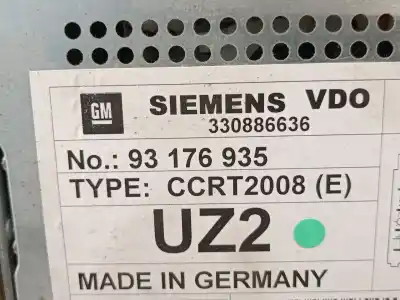 GM SIEMENS VDO
330886636
No.: 93 176 935
TYPE: CCRT2008 (E)
UZ2
MADE IN GERMANY